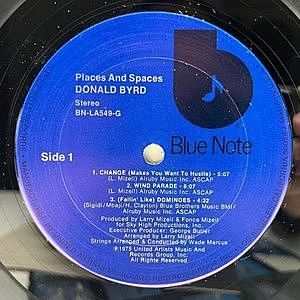 Places And Spaces
DONALD BYRD
Stereo
BN-LA549-G
Blue Note
Side 1
1. CHANGE (Makes You Want To Hustle) - 5:07
(L. Mizell) Alruby Music Inc. ASCAP
2. WIND PARADE - 5:07
(L. Mizell) Alruby Music Inc. ASCAP
3. (Fallin' Like) DOMINOES - 4:32
(Sigidi/Mbaji/H. Clayton) Blue Brothers Music BMI/
Alruby Music Inc. ASCAP
Produced by Larry Mizell & Fonce Mizell
for Sky High Productions, Inc.
Executive Producer: George Butler
Arranged by Larry Mizell
Strings Arranged & Conducted by Wade Marcus
℗1975 United Artists Music And
Records Group, Inc.
All Rights Reserved